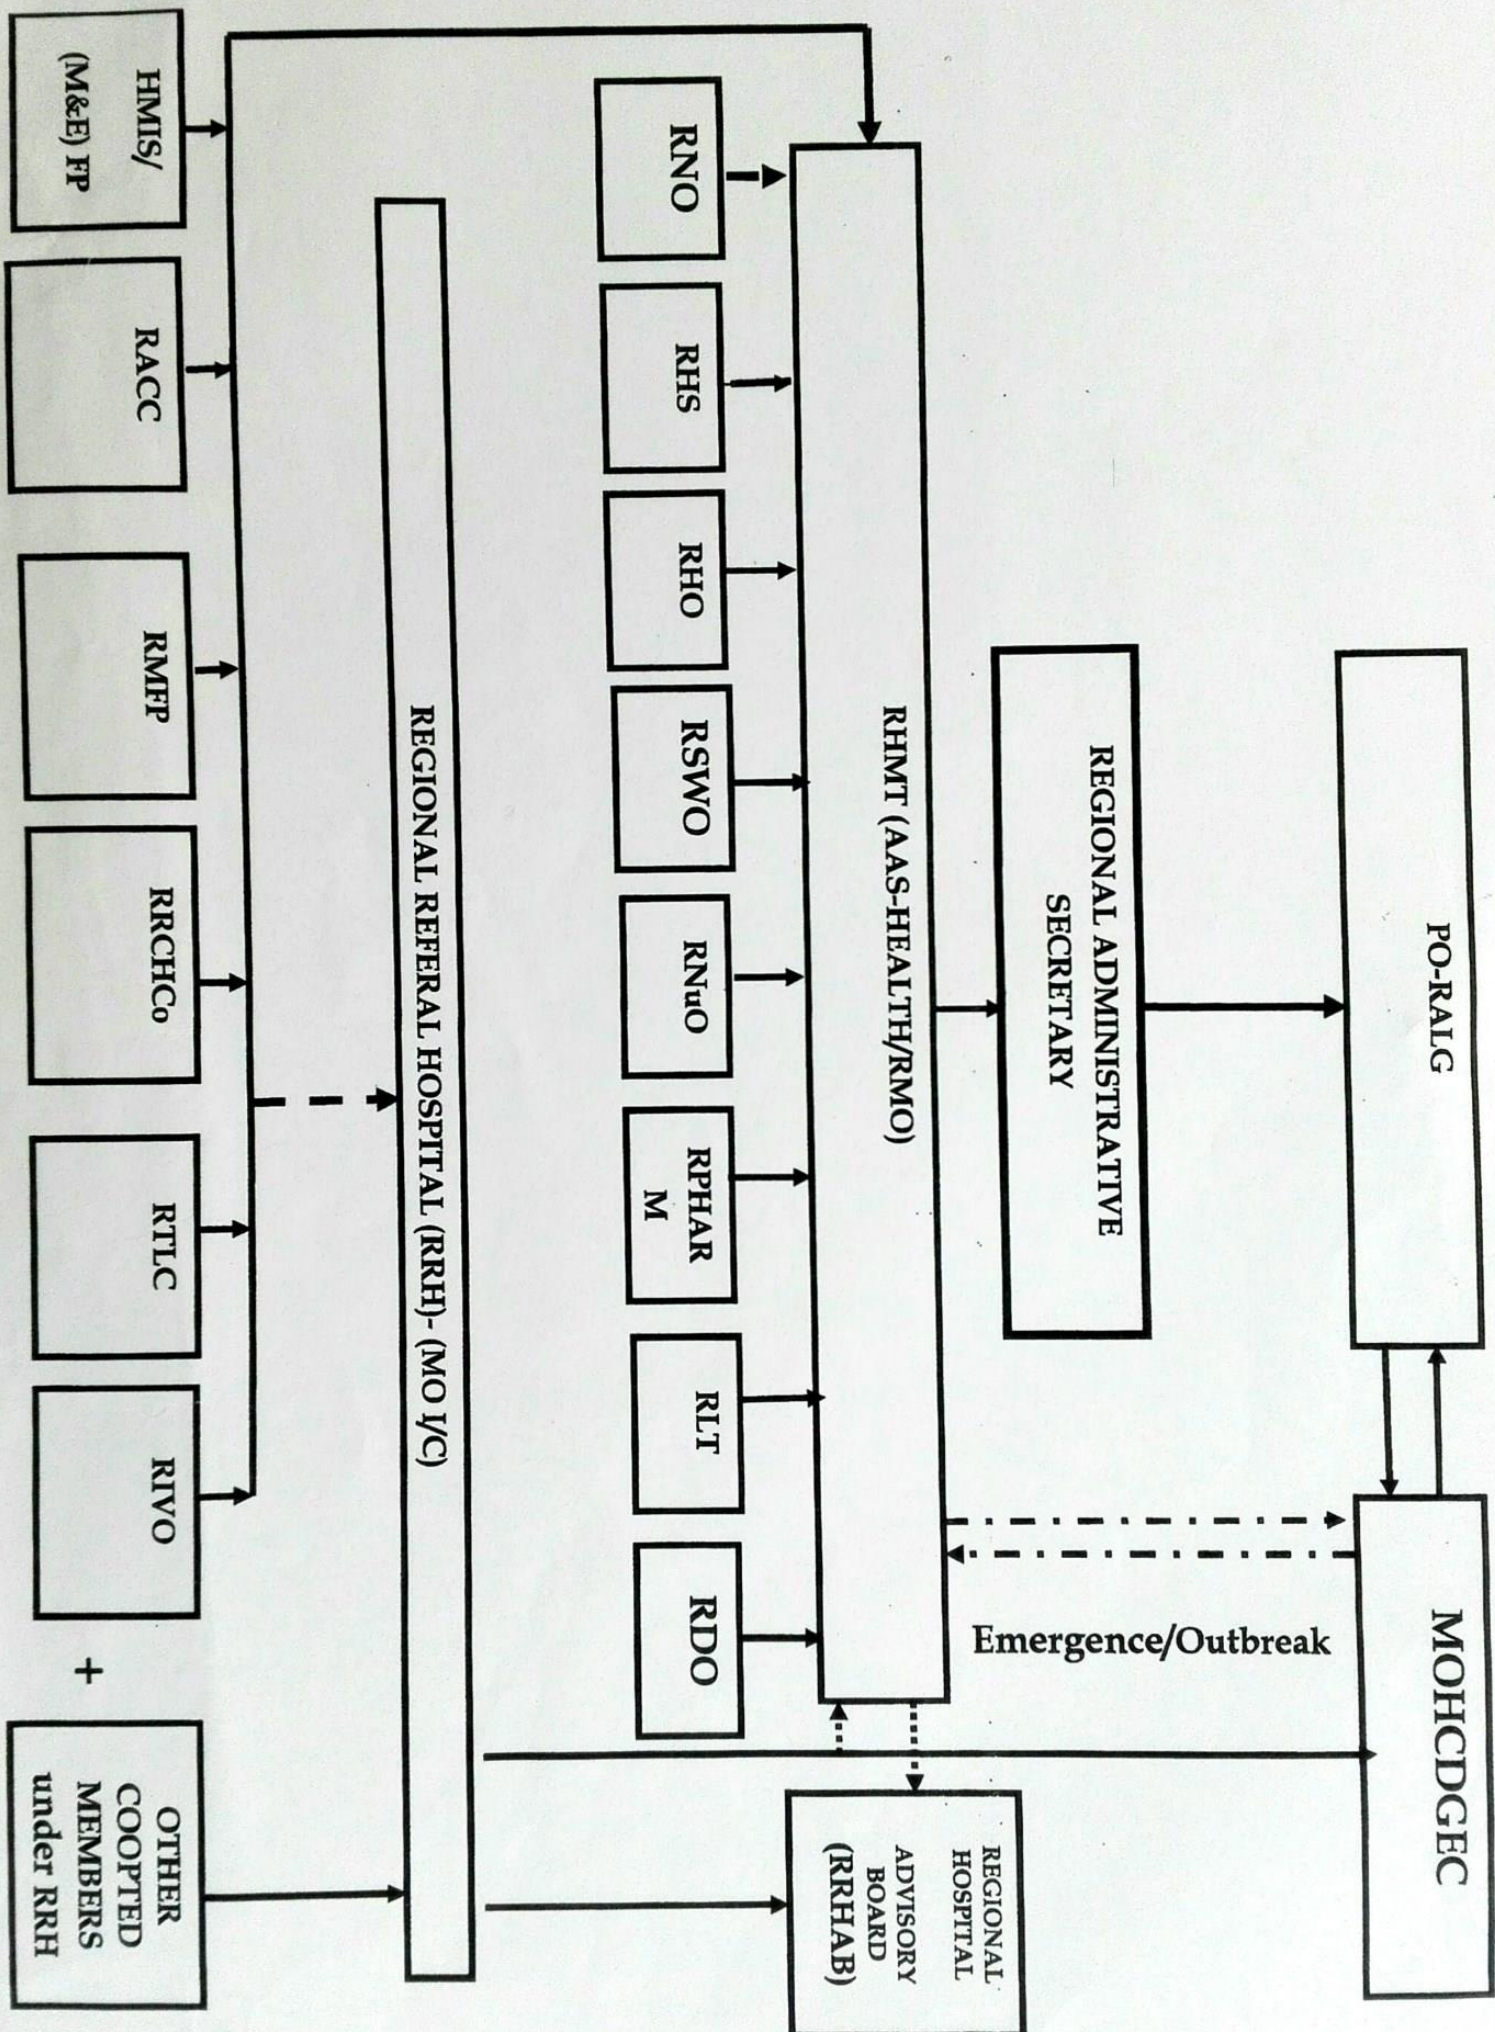 PO-RALG
MOHCDGEC
REGIONAL ADMINISTRATIVE
SECRETARY
Emergence/Outbreak
RHMT (AAS-HEALTH/RMO)
REGIONAL
HOSPITAL
ADVISORY
BOARD
(RRHAB)
RNO
RHS
RHO
RSWO
RNuO
RPHAR
M
RLT
RDO
REGIONAL REFERAL HOSPITAL (RRH)- (MO I/C)
HMIS/
(M&E) FP
RACC
RMFP
RRCHCo
RTLC
RIVO
+
OTHER
COOPTED
MEMBERS
under RRH